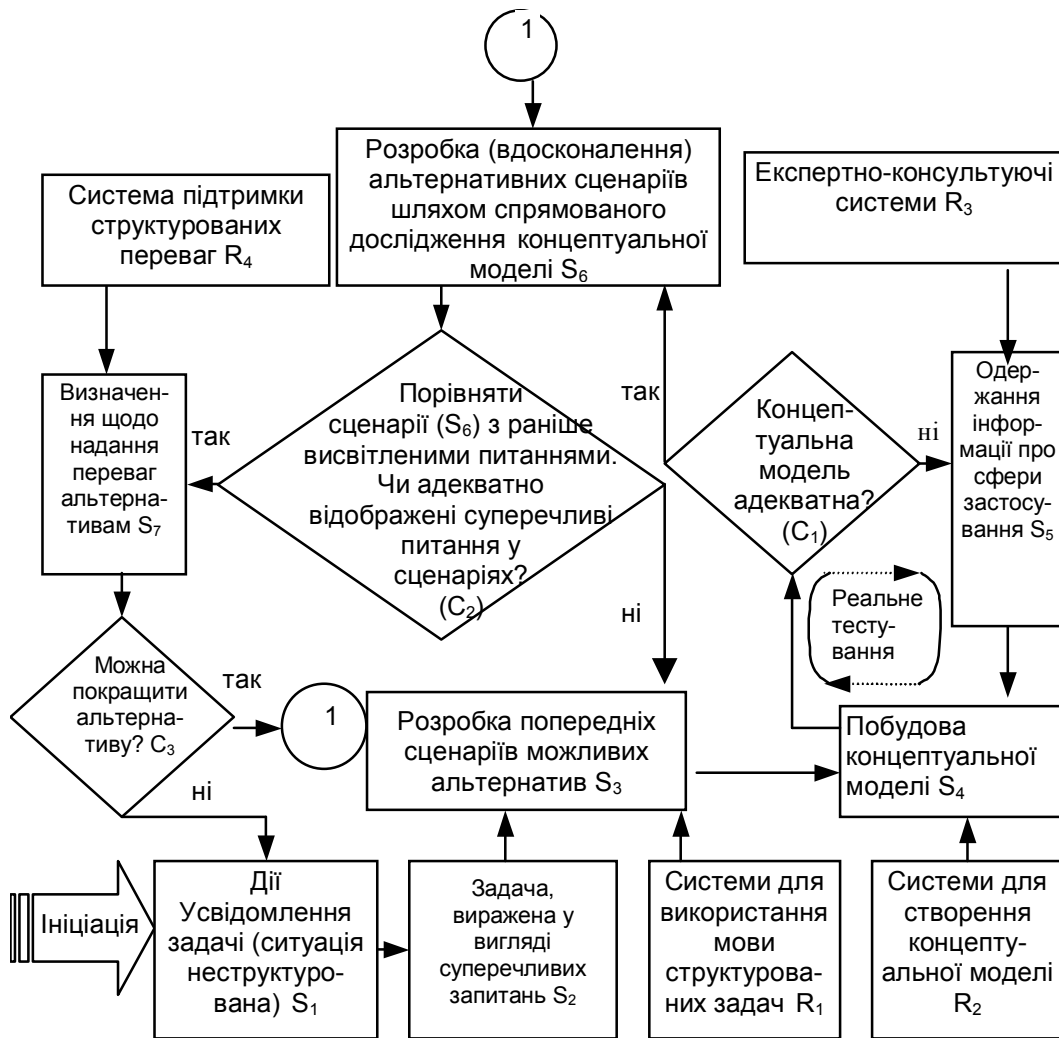 1
Розробка (вдосконалення)
альтернативних сценаріїв
шляхом спрямованого
дослідження концептуальної
моделі S₆
Експертно-консультуючі
системи R₃
Система підтримки
структурованих
переваг R₄
Визначен-
ня щодо
надання
переваг
альтерна-
тивам S₇
так
Порівняти
сценарії (S₆) з раніше
висвітленими питаннями.
Чи адекватно
відображені суперечливі
питання у
сценаріях?
(C₂)
так
Концеп-
туальна
модель
адекватна?
(C₁)
ні
Одер-
жання
інфор-
мації про
сфери
застосу-
вання S₅
Реальне
тесту-
вання
ні
Можна
покращити
альтерна-
тиву? C₃
так
1
Розробка попередніх
сценаріїв можливих
альтернатив S₃
Побудова
концептуальної
моделі S₄
ні
Ініціація
Дії
Усвідомлення
задачі (ситуація
неструктуро-
вана) S₁
Задача,
виражена у
вигляді
суперечливих
запитань S₂
Системи для
використання
мови
структурова-
них задач R₁
Системи для
створення
концепту-
альної моделі
R₂